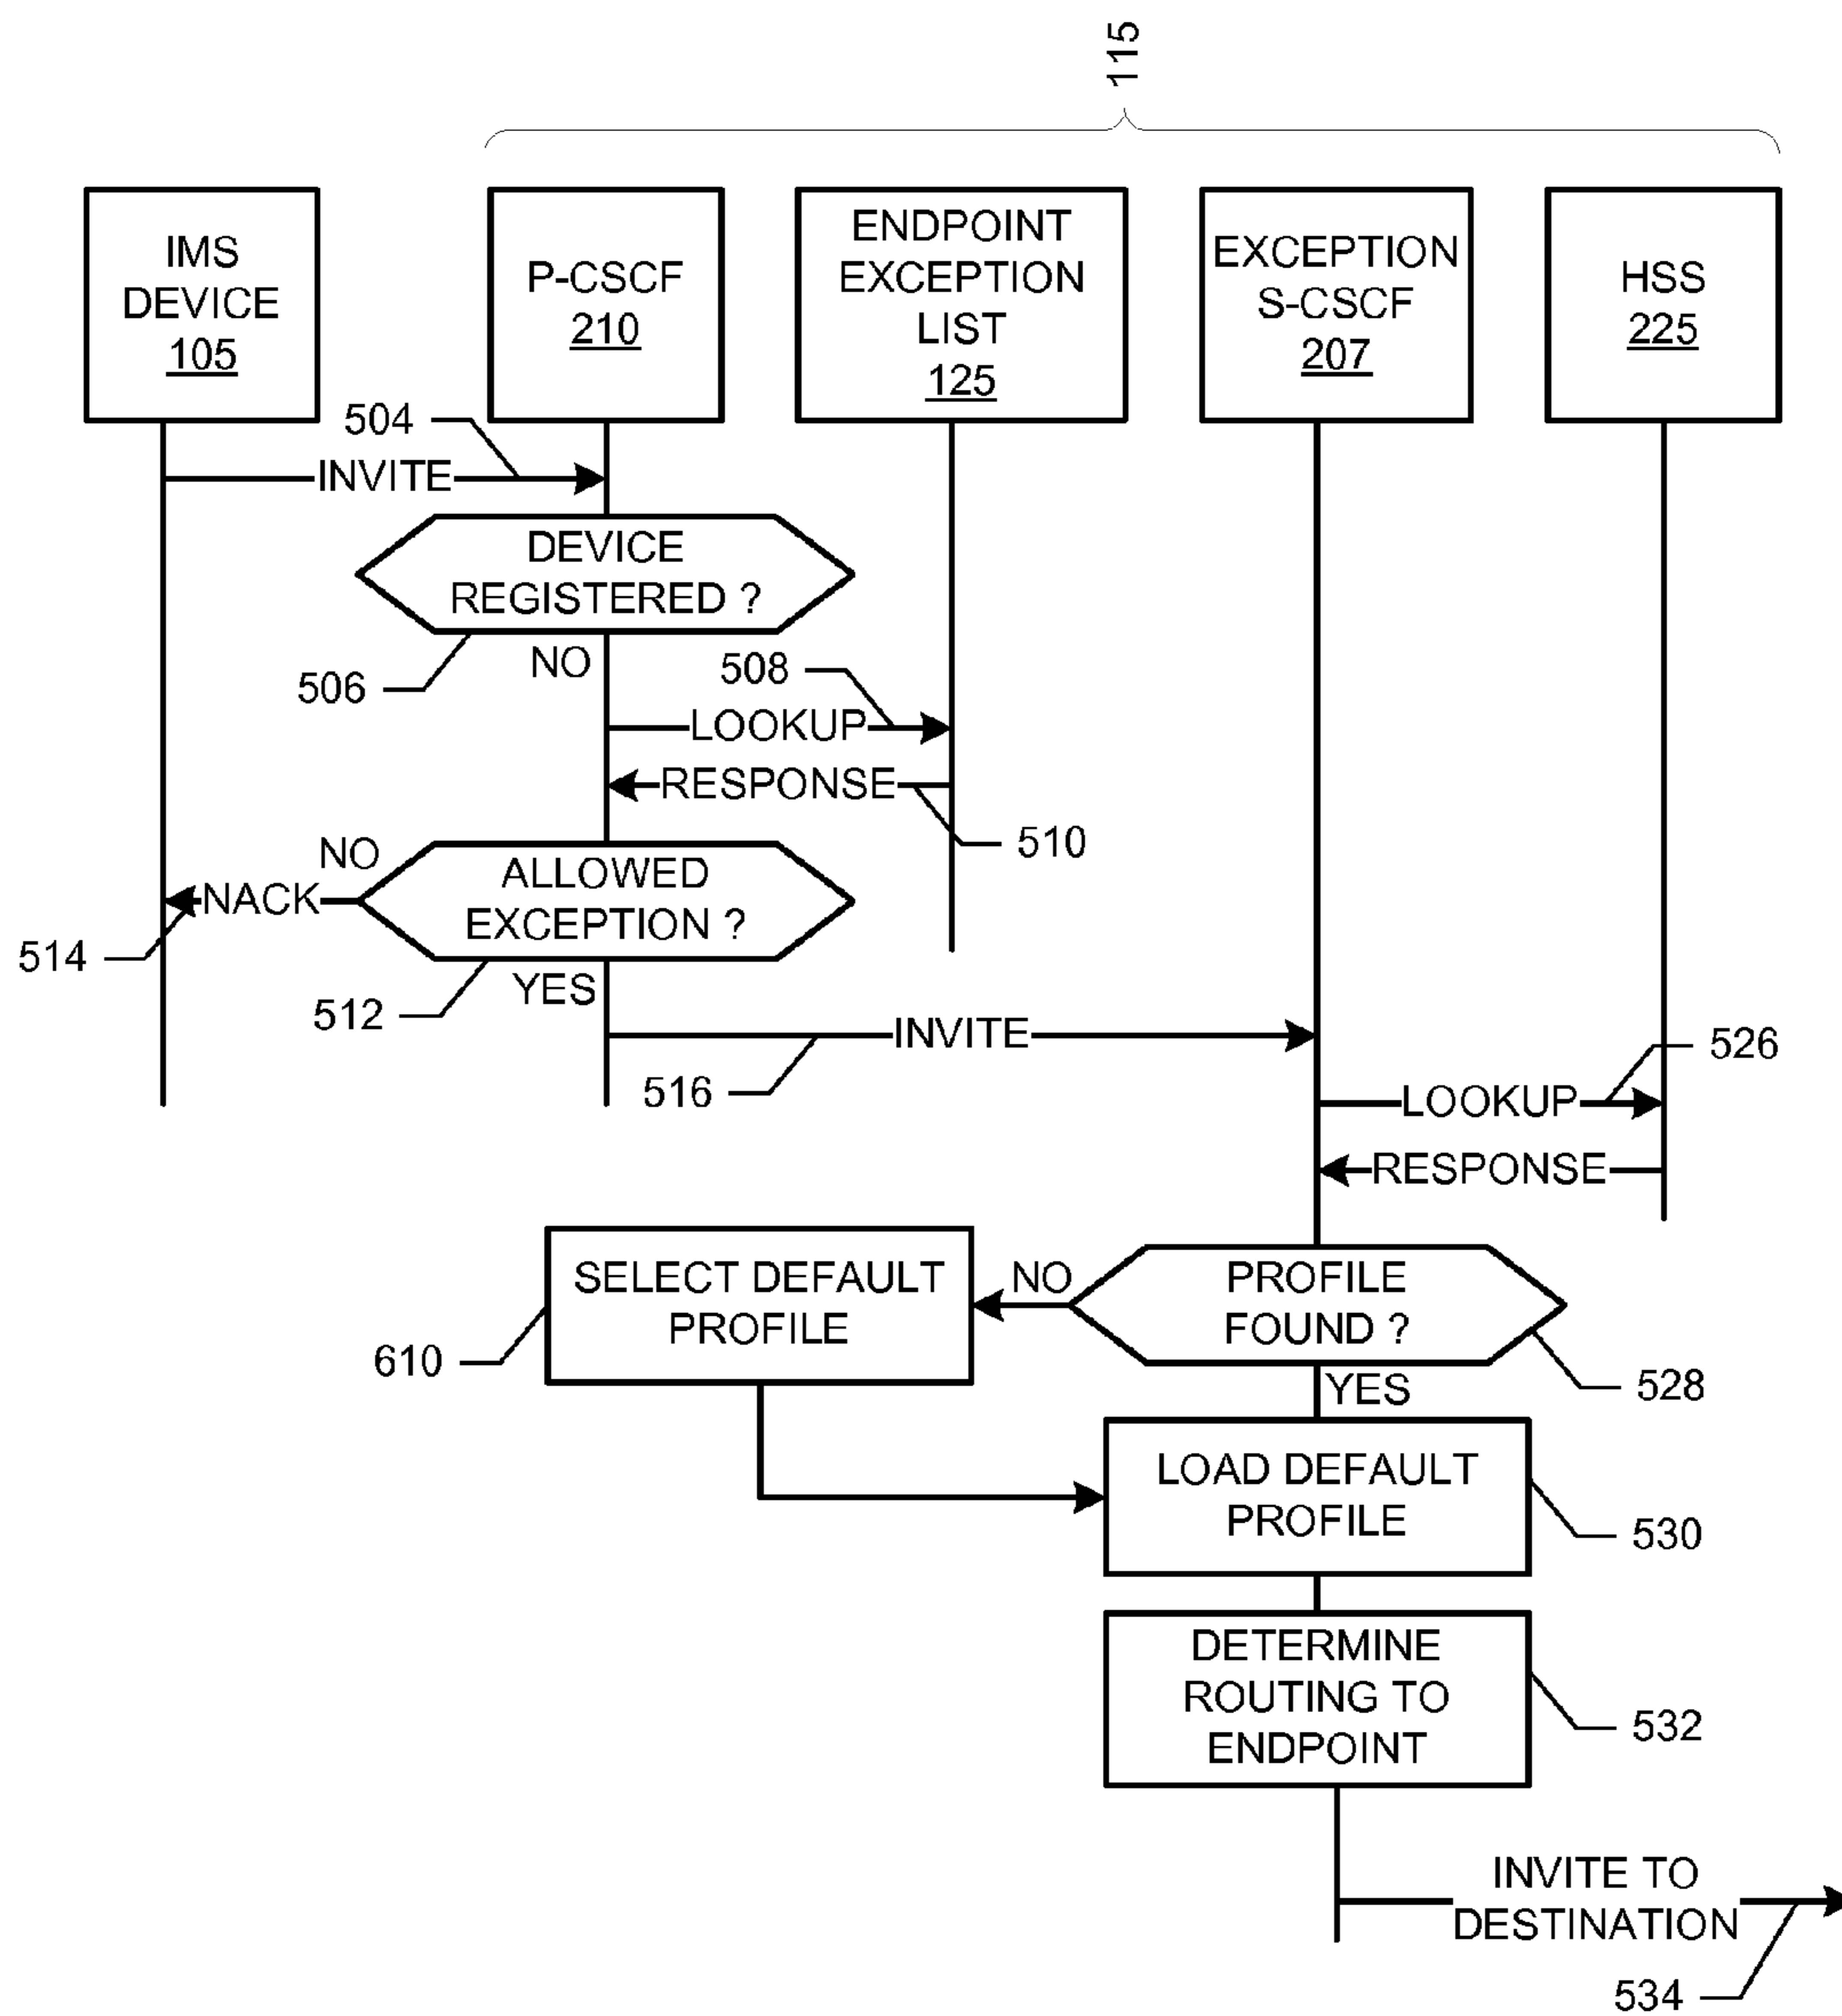 115
IMS
DEVICE
105
P-CSCF
210
ENDPOINT
EXCEPTION
LIST
125
EXCEPTION
S-CSCF
207
HSS
225
504
INVITE
DEVICE
REGISTERED ?
506
NO
508
LOOKUP
RESPONSE
510
NO
NACK
514
ALLOWED
EXCEPTION ?
512
YES
INVITE
516
526
LOOKUP
RESPONSE
SELECT DEFAULT
PROFILE
610
NO
PROFILE
FOUND ?
528
YES
LOAD DEFAULT
PROFILE
530
DETERMINE
ROUTING TO
ENDPOINT
532
INVITE TO
DESTINATION
534